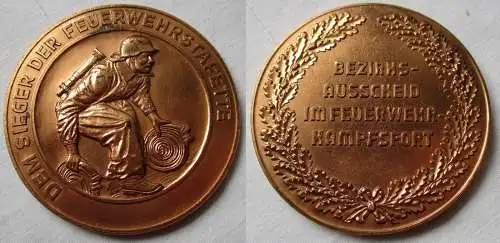 DEM SIEGER DER FEUERWEHRSTAFETTE
BEZIRKS-
AUSSCHEID
IM FEUERWEHR-
KAMPFSPORT